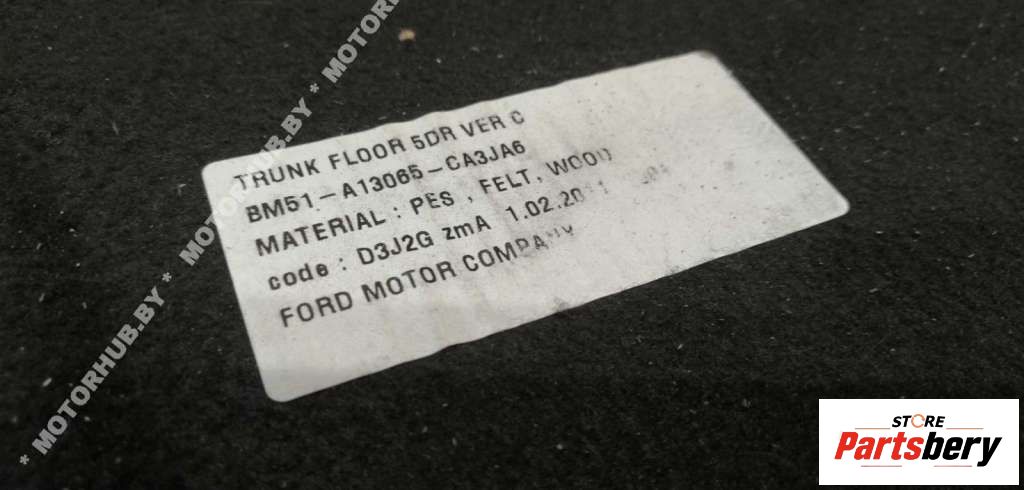 TRUNK FLOOR 5DR VER C
BM51-A13065-CA3JA6
MATERIAL : PES , FELT, WOOD
code : D3J2G zmA 1.02.2011
FORD MOTOR COMPANY
* MOTORHUB.BY * MOTORHUB.BY * MOTORHUB.BY
STORE
Partsbery